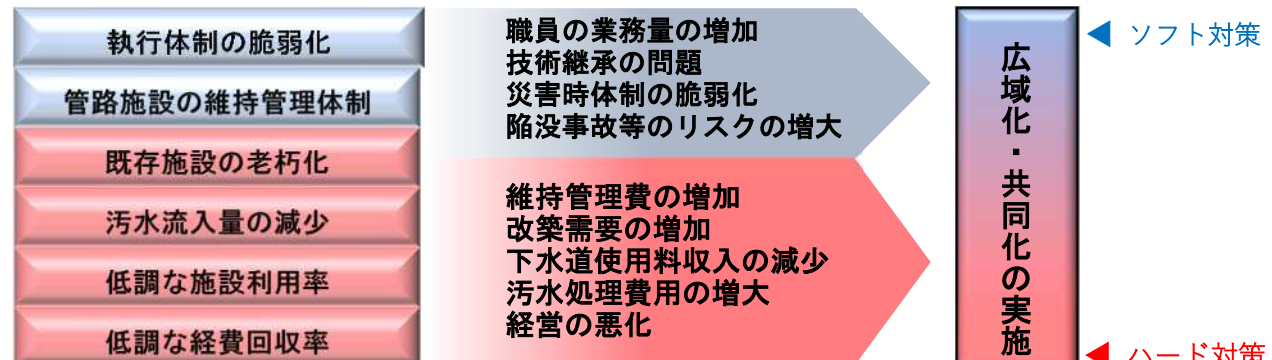 執行体制の脆弱化
管路施設の維持管理体制
既存施設の老朽化
汚水流入量の減少
低調な施設利用率
低調な経費回収率
職員の業務量の増加
技術継承の問題
災害時体制の脆弱化
陥没事故等のリスクの増大
維持管理費の増加
改築需要の増加
下水道使用料収入の減少
汚水処理費用の増大
経営の悪化
広域化・共同化の実施
ソフト対策
ハード対策